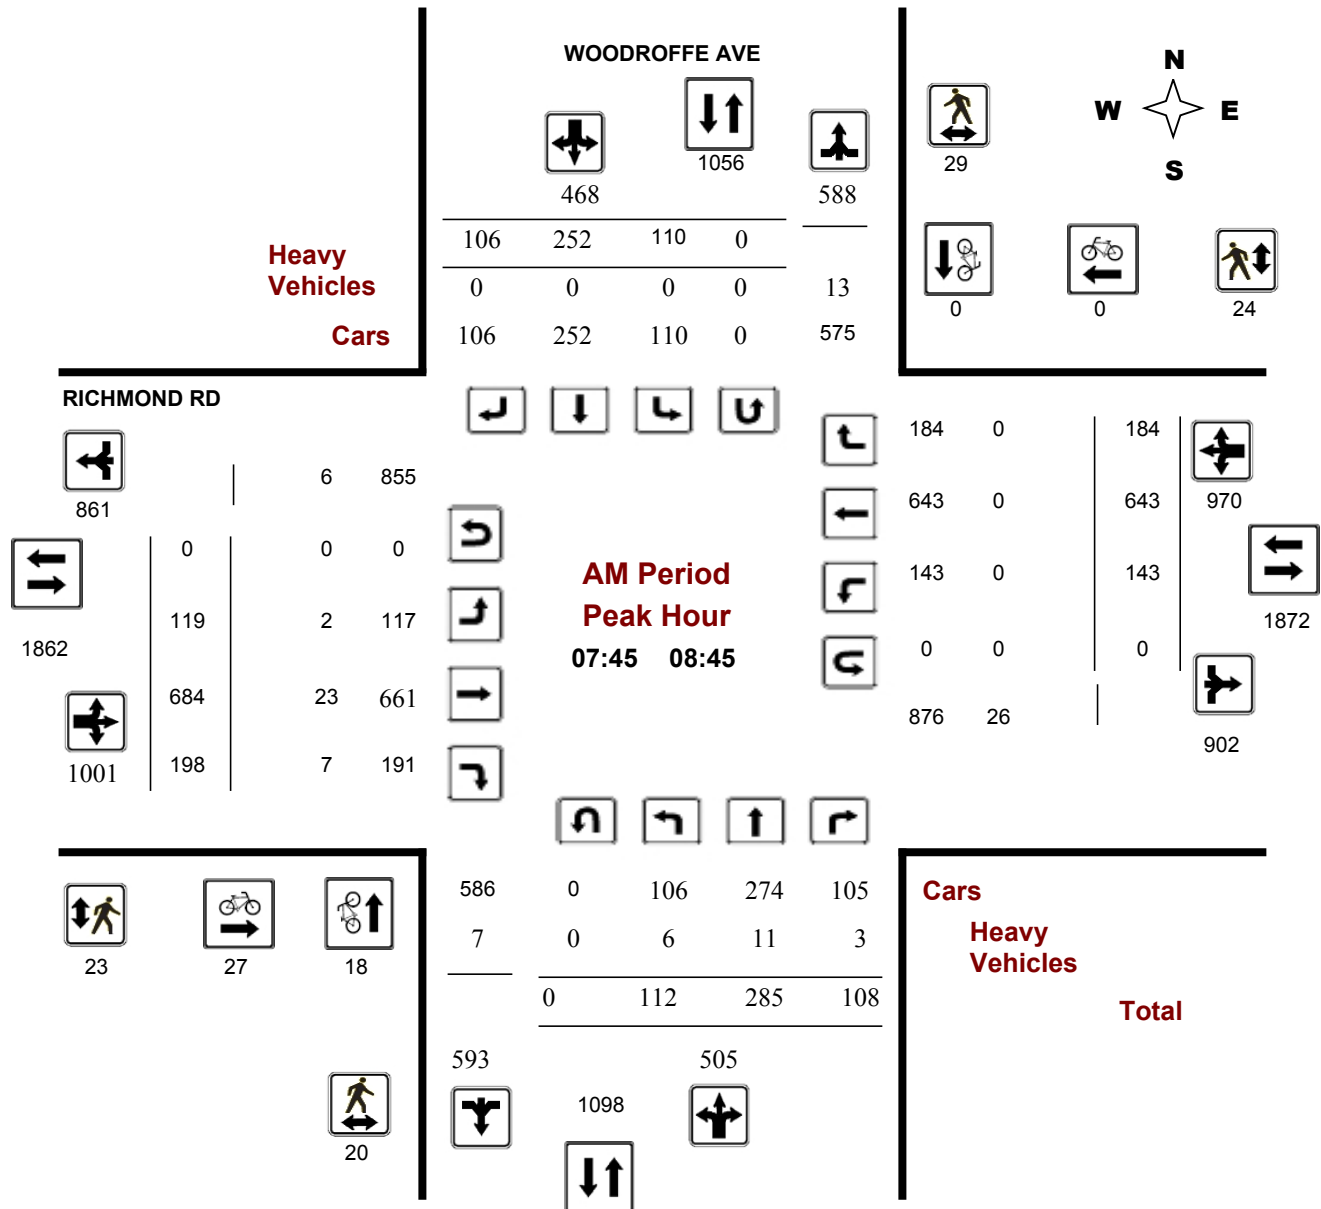 WOODROFFE AVE
N
W E
S
1056
29
468 588
106 252 110 0
Heavy
Vehicles
0 0 0 0 13
0 0 24
Cars
106 252 110 0 575
RICHMOND RD
184 0 184
6 855
861
643 0 643 970
0 0 0
AM Period
143 0 143
119 2 117
Peak Hour
1872
1862
07:45 08:45
0 0 0
684 23 661
876 26
902
1001 198 7 191
586 0 106 274 105
Cars
7 0 6 11 3
Heavy
Vehicles
23 27 18
0 112 285 108
Total
593 505
1098
20